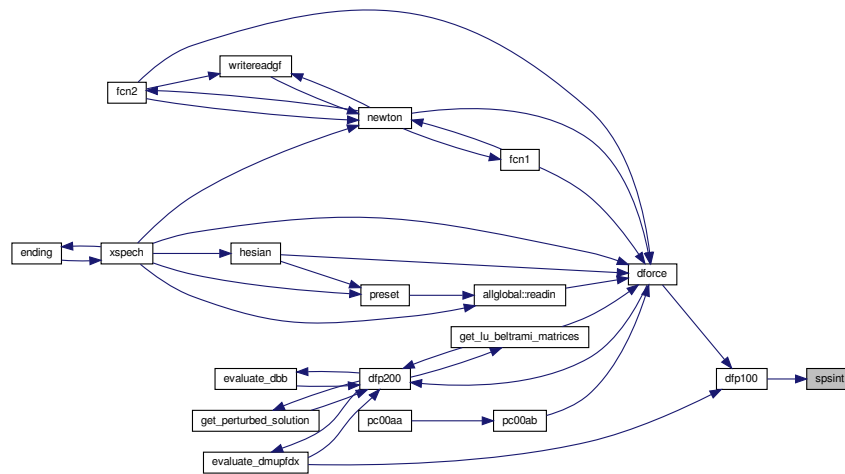 writereadgf
fcn2
newton
fcn1
ending
xspech
hesian
dforce
preset
allglobal::readin
get_lu_beltrami_matrices
evaluate_dbb
dfp200
dfp100
spsint
get_perturbed_solution
pc00aa
pc00ab
evaluate_dmupfdx